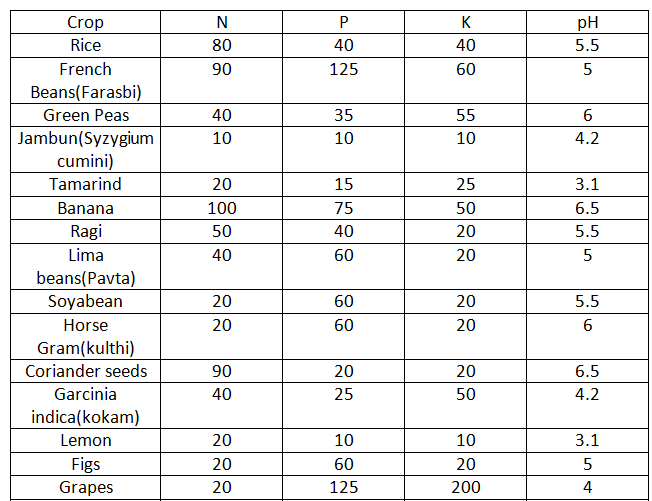 Crop N P K pH
Rice 80 40 40 5.5
French 90 125 60 5
Beans(Farasbi)
Green Peas 40 35 55 6
Jambun(Syzygium 10 10 10 4.2
cumini)
Tamarind 20 15 25 3.1
Banana 100 75 50 6.5
Ragi 50 40 20 5.5
Lima 40 60 20 5
beans(Pavta)
Soyabean 20 60 20 5.5
Horse 20 60 20 6
Gram(kulthi)
Coriander seeds 90 20 20 6.5
Garcinia 40 25 50 4.2
indica(kokam)
Lemon 20 10 10 3.1
Figs 20 60 20 5
Grapes 20 125 200 4